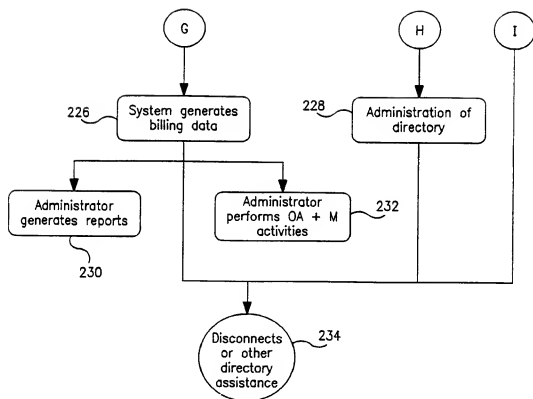 G
H
I
226
System generates
billing data
228
Administration of
directory
Administrator
generates reports
230
Administrator
performs OA + M
activities
232
Disconnects
or other
directory
assistance
234